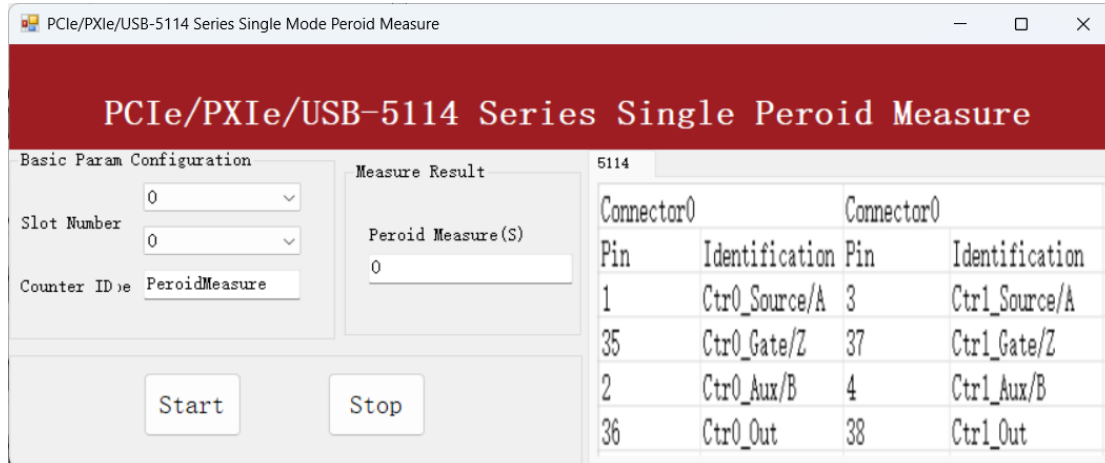 PCIe/PXIe/USB-5114 Series Single Mode Peroid Measure
PCIe/PXIe/USB-5114 Series Single Peroid Measure
Basic Param Configuration
0
Slot Number
0
Counter ID
PeroidMeasure
Measure Result
Peroid Measure(S)
0
Start
Stop
5114
Connector0 Connector0
Pin Identification Pin Identification
1 Ctr0_Source/A 3 Ctr1_Source/A
35 Ctr0_Gate/Z 37 Ctr1_Gate/Z
2 Ctr0_Aux/B 4 Ctr1_Aux/B
36 Ctr0_Out 38 Ctr1_Out